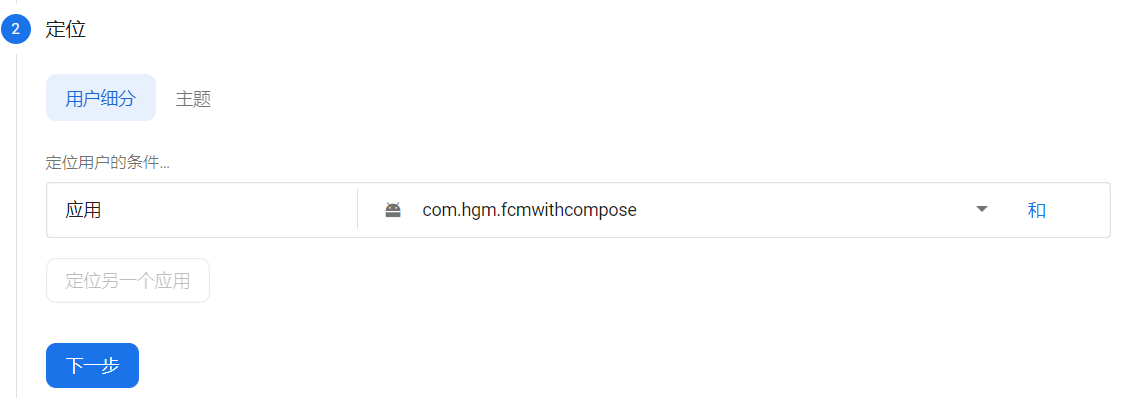 2 定位
用户细分 主题
定位用户的条件...
应用 com.hgm.fcmwithcompose 和
定位另一个应用
下一步